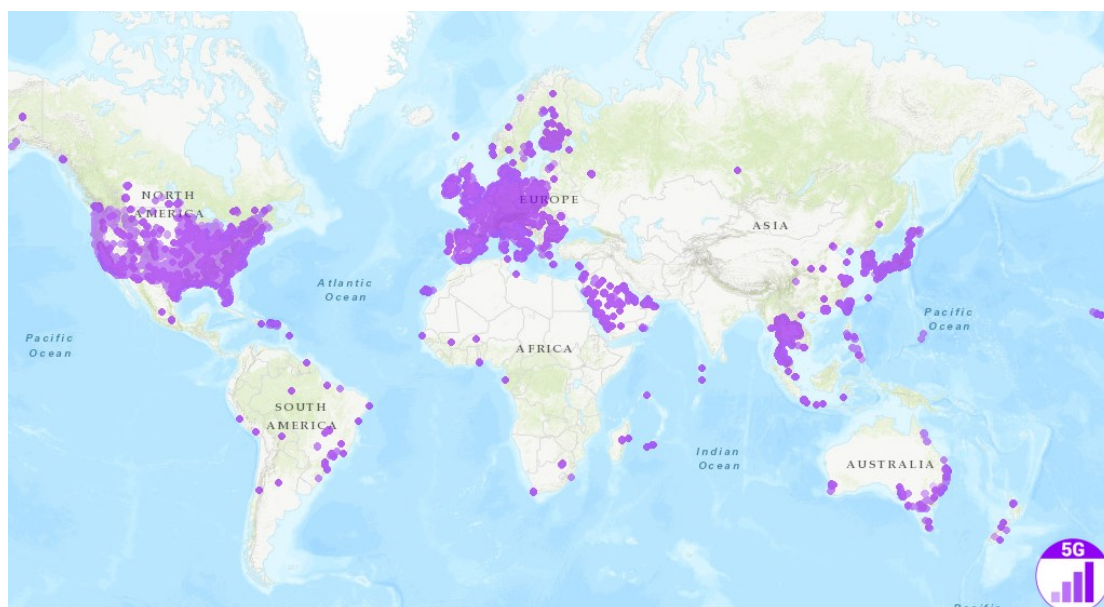 NORTH
AMERICA
EUROPE
ASIA
Atlantic
Ocean
Pacific
Ocean
Pacific
Ocean
AFRICA
SOUTH
AMERICA
Indian
Ocean
AUSTRALIA
5G